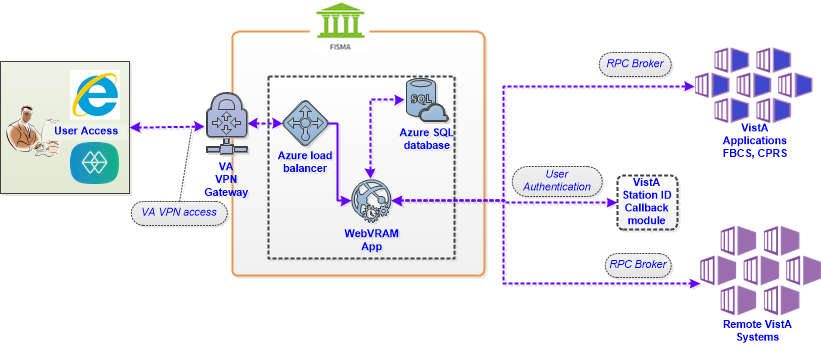 FISMA
User Access
VA
VPN
Gateway
VA VPN access
Azure load
balancer
SQL
Azure SQL
database
WebVRAM
App
RPC Broker
VistA
Applications
FBCS, CPRS
User
Authentication
VistA
Station ID
Callback
module
RPC Broker
Remote VistA
Systems